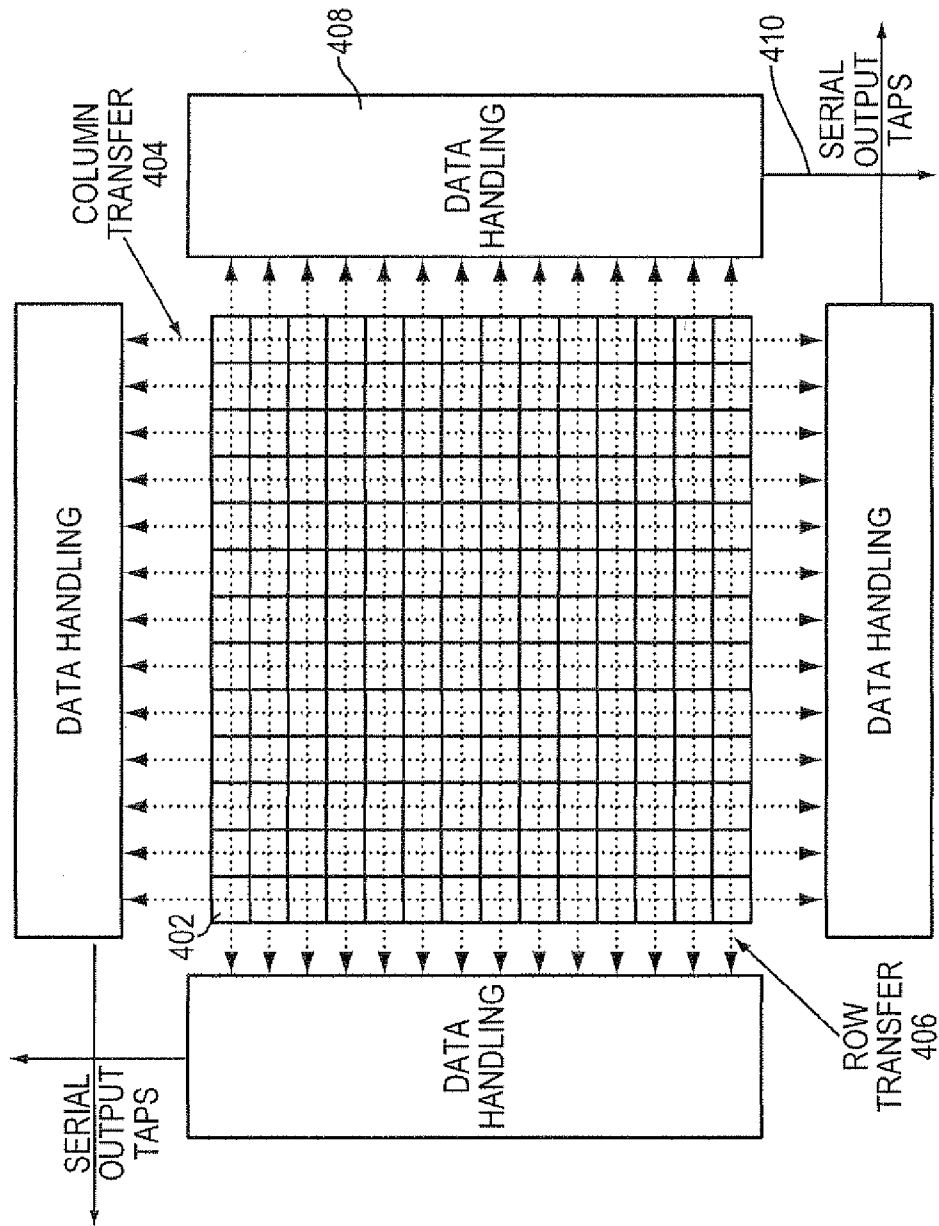 COLUMN
TRANSFER
404
408
DATA
HANDLING
410
SERIAL
OUTPUT
TAPS
DATA HANDLING
402
DATA HANDLING
SERIAL
OUTPUT
TAPS
DATA
HANDLING
ROW
TRANSFER
406